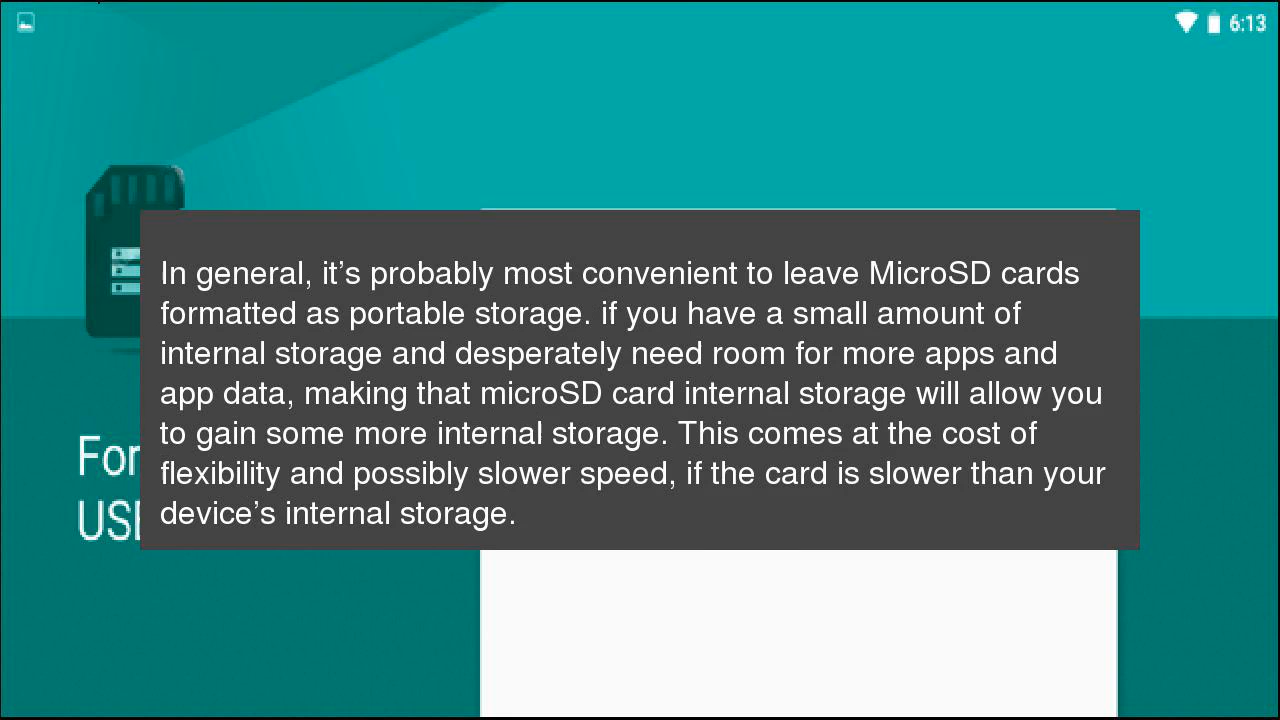 6:13
In general, it’s probably most convenient to leave MicroSD cards
formatted as portable storage. if you have a small amount of
internal storage and desperately need room for more apps and
app data, making that microSD card internal storage will allow you
to gain some more internal storage. This comes at the cost of
flexibility and possibly slower speed, if the card is slower than your
device’s internal storage.